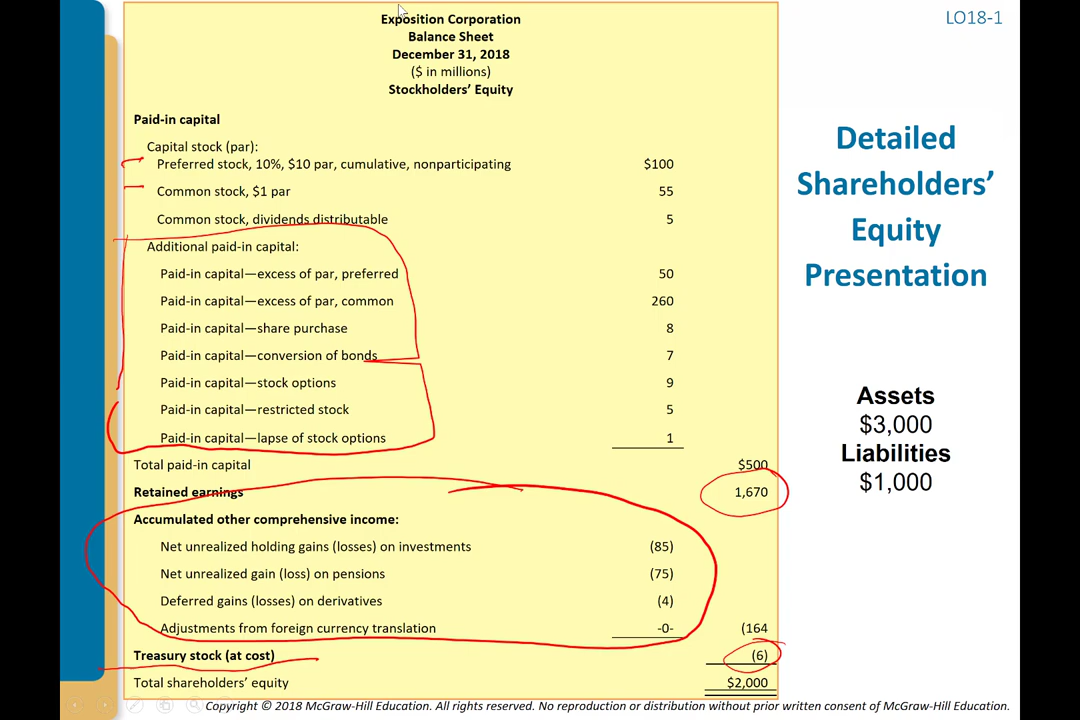 Exposition Corporation
Balance Sheet
December 31, 2018
($ in millions)
Stockholders' Equity
LO18-1
Paid-in capital
Capital stock (par):
Preferred stock, 10%, $10 par, cumulative, nonparticipating $100
Common stock, $1 par 55
Common stock, dividends distributable 5
Additional paid-in capital:
Paid-in capital—excess of par, preferred 50
Paid-in capital—excess of par, common 260
Paid-in capital—share purchase 8
Paid-in capital—conversion of bonds 7
Paid-in capital—stock options 9
Paid-in capital—restricted stock 5
Paid-in capital—lapse of stock options 1
Total paid-in capital $500
Retained earnings 1,670
Accumulated other comprehensive income:
Net unrealized holding gains (losses) on investments (85)
Net unrealized gain (loss) on pensions (75)
Deferred gains (losses) on derivatives (4)
Adjustments from foreign currency translation -0- (164
Treasury stock (at cost) (6)
Total shareholders' equity $2,000
Detailed
Shareholders'
Equity
Presentation
Assets
$3,000
Liabilities
$1,000
Copyright © 2018 McGraw-Hill Education. All rights reserved. No reproduction or distribution without prior written consent of McGraw-Hill Education.